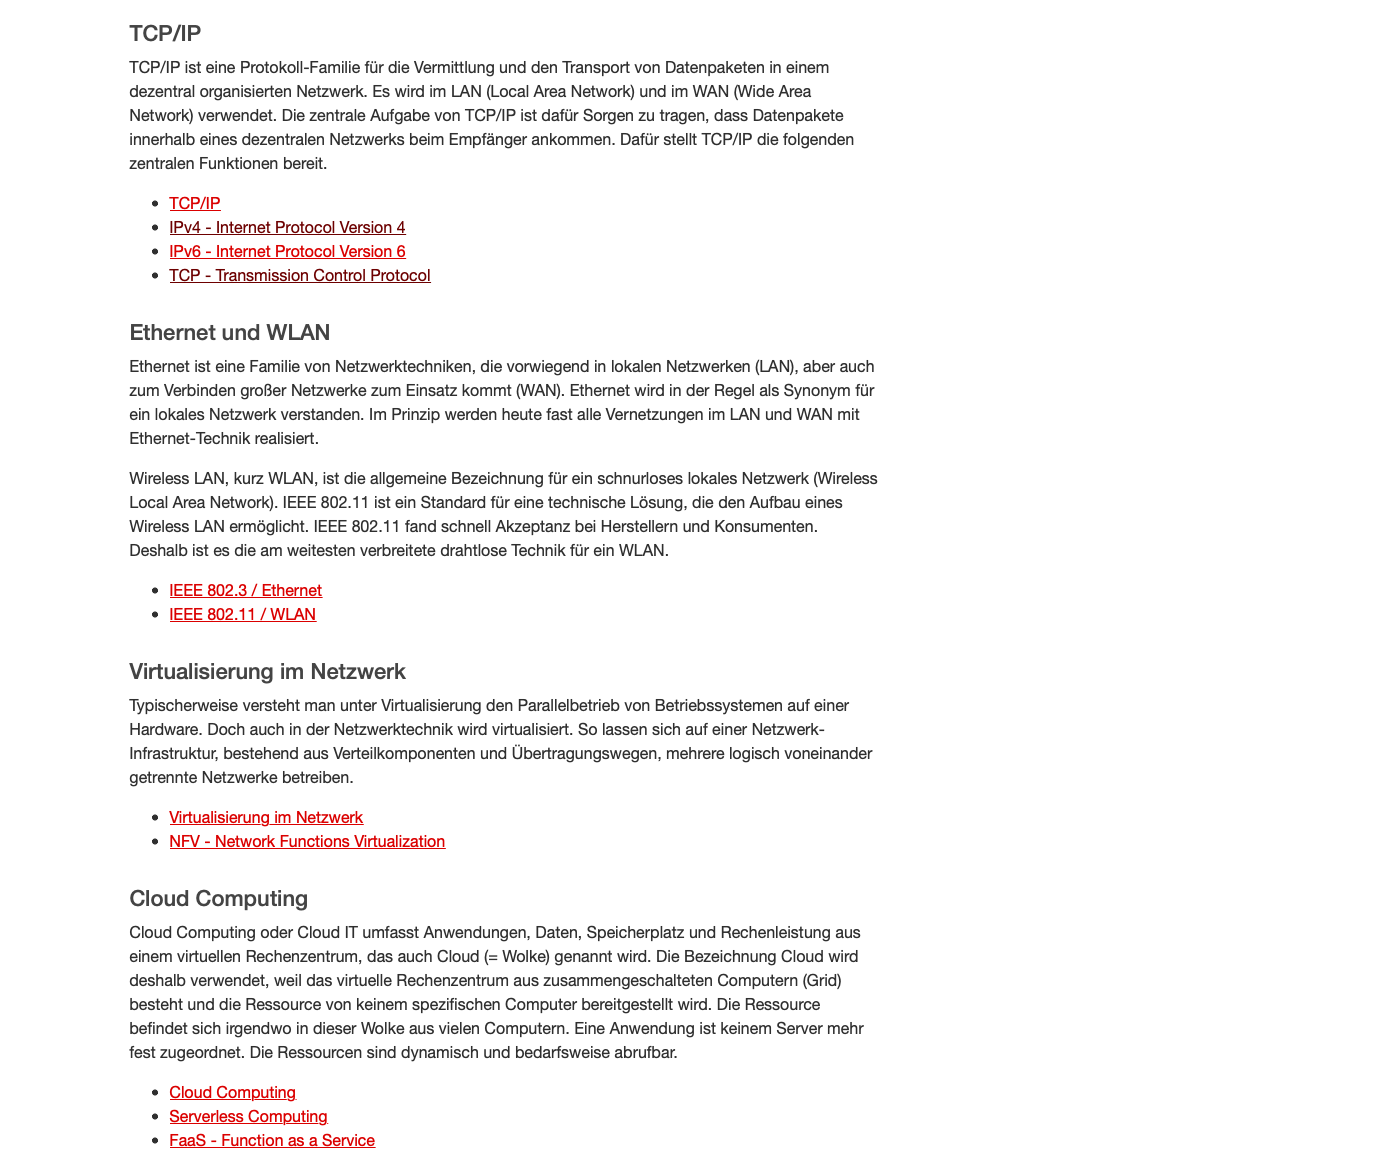 TCP/IP
TCP/IP ist eine Protokoll-Familie für die Vermittlung und den Transport von Datenpaketen in einem
dezentral organisierten Netzwerk. Es wird im LAN (Local Area Network) und im WAN (Wide Area
Network) verwendet. Die zentrale Aufgabe von TCP/IP ist dafür Sorgen zu tragen, dass Datenpakete
innerhalb eines dezentralen Netzwerks beim Empfänger ankommen. Dafür stellt TCP/IP die folgenden
zentralen Funktionen bereit.
• TCP/IP
• IPv4 - Internet Protocol Version 4
• IPv6 - Internet Protocol Version 6
• TCP - Transmission Control Protocol
Ethernet und WLAN
Ethernet ist eine Familie von Netzwerktechniken, die vorwiegend in lokalen Netzwerken (LAN), aber auch
zum Verbinden großer Netzwerke zum Einsatz kommt (WAN). Ethernet wird in der Regel als Synonym für
ein lokales Netzwerk verstanden. Im Prinzip werden heute fast alle Vernetzungen im LAN und WAN mit
Ethernet-Technik realisiert.
Wireless LAN, kurz WLAN, ist die allgemeine Bezeichnung für ein schnurloses lokales Netzwerk (Wireless
Local Area Network). IEEE 802.11 ist ein Standard für eine technische Lösung, die den Aufbau eines
Wireless LAN ermöglicht. IEEE 802.11 fand schnell Akzeptanz bei Herstellern und Konsumenten.
Deshalb ist es die am weitesten verbreitete drahtlose Technik für ein WLAN.
• IEEE 802.3 / Ethernet
• IEEE 802.11 / WLAN
Virtualisierung im Netzwerk
Typischerweise versteht man unter Virtualisierung den Parallelbetrieb von Betriebssystemen auf einer
Hardware. Doch auch in der Netzwerktechnik wird virtualisiert. So lassen sich auf einer Netzwerk-
Infrastruktur, bestehend aus Verteilkomponenten und Übertragungswegen, mehrere logisch voneinander
getrennte Netzwerke betreiben.
• Virtualisierung im Netzwerk
• NFV - Network Functions Virtualization
Cloud Computing
Cloud Computing oder Cloud IT umfasst Anwendungen, Daten, Speicherplatz und Rechenleistung aus
einem virtuellen Rechenzentrum, das auch Cloud (= Wolke) genannt wird. Die Bezeichnung Cloud wird
deshalb verwendet, weil das virtuelle Rechenzentrum aus zusammengeschalteten Computern (Grid)
besteht und die Ressource von keinem spezifischen Computer bereitgestellt wird. Die Ressource
befindet sich irgendwo in dieser Wolke aus vielen Computern. Eine Anwendung ist keinem Server mehr
fest zugeordnet. Die Ressourcen sind dynamisch und bedarfsweise abrufbar.
• Cloud Computing
• Serverless Computing
• FaaS - Function as a Service